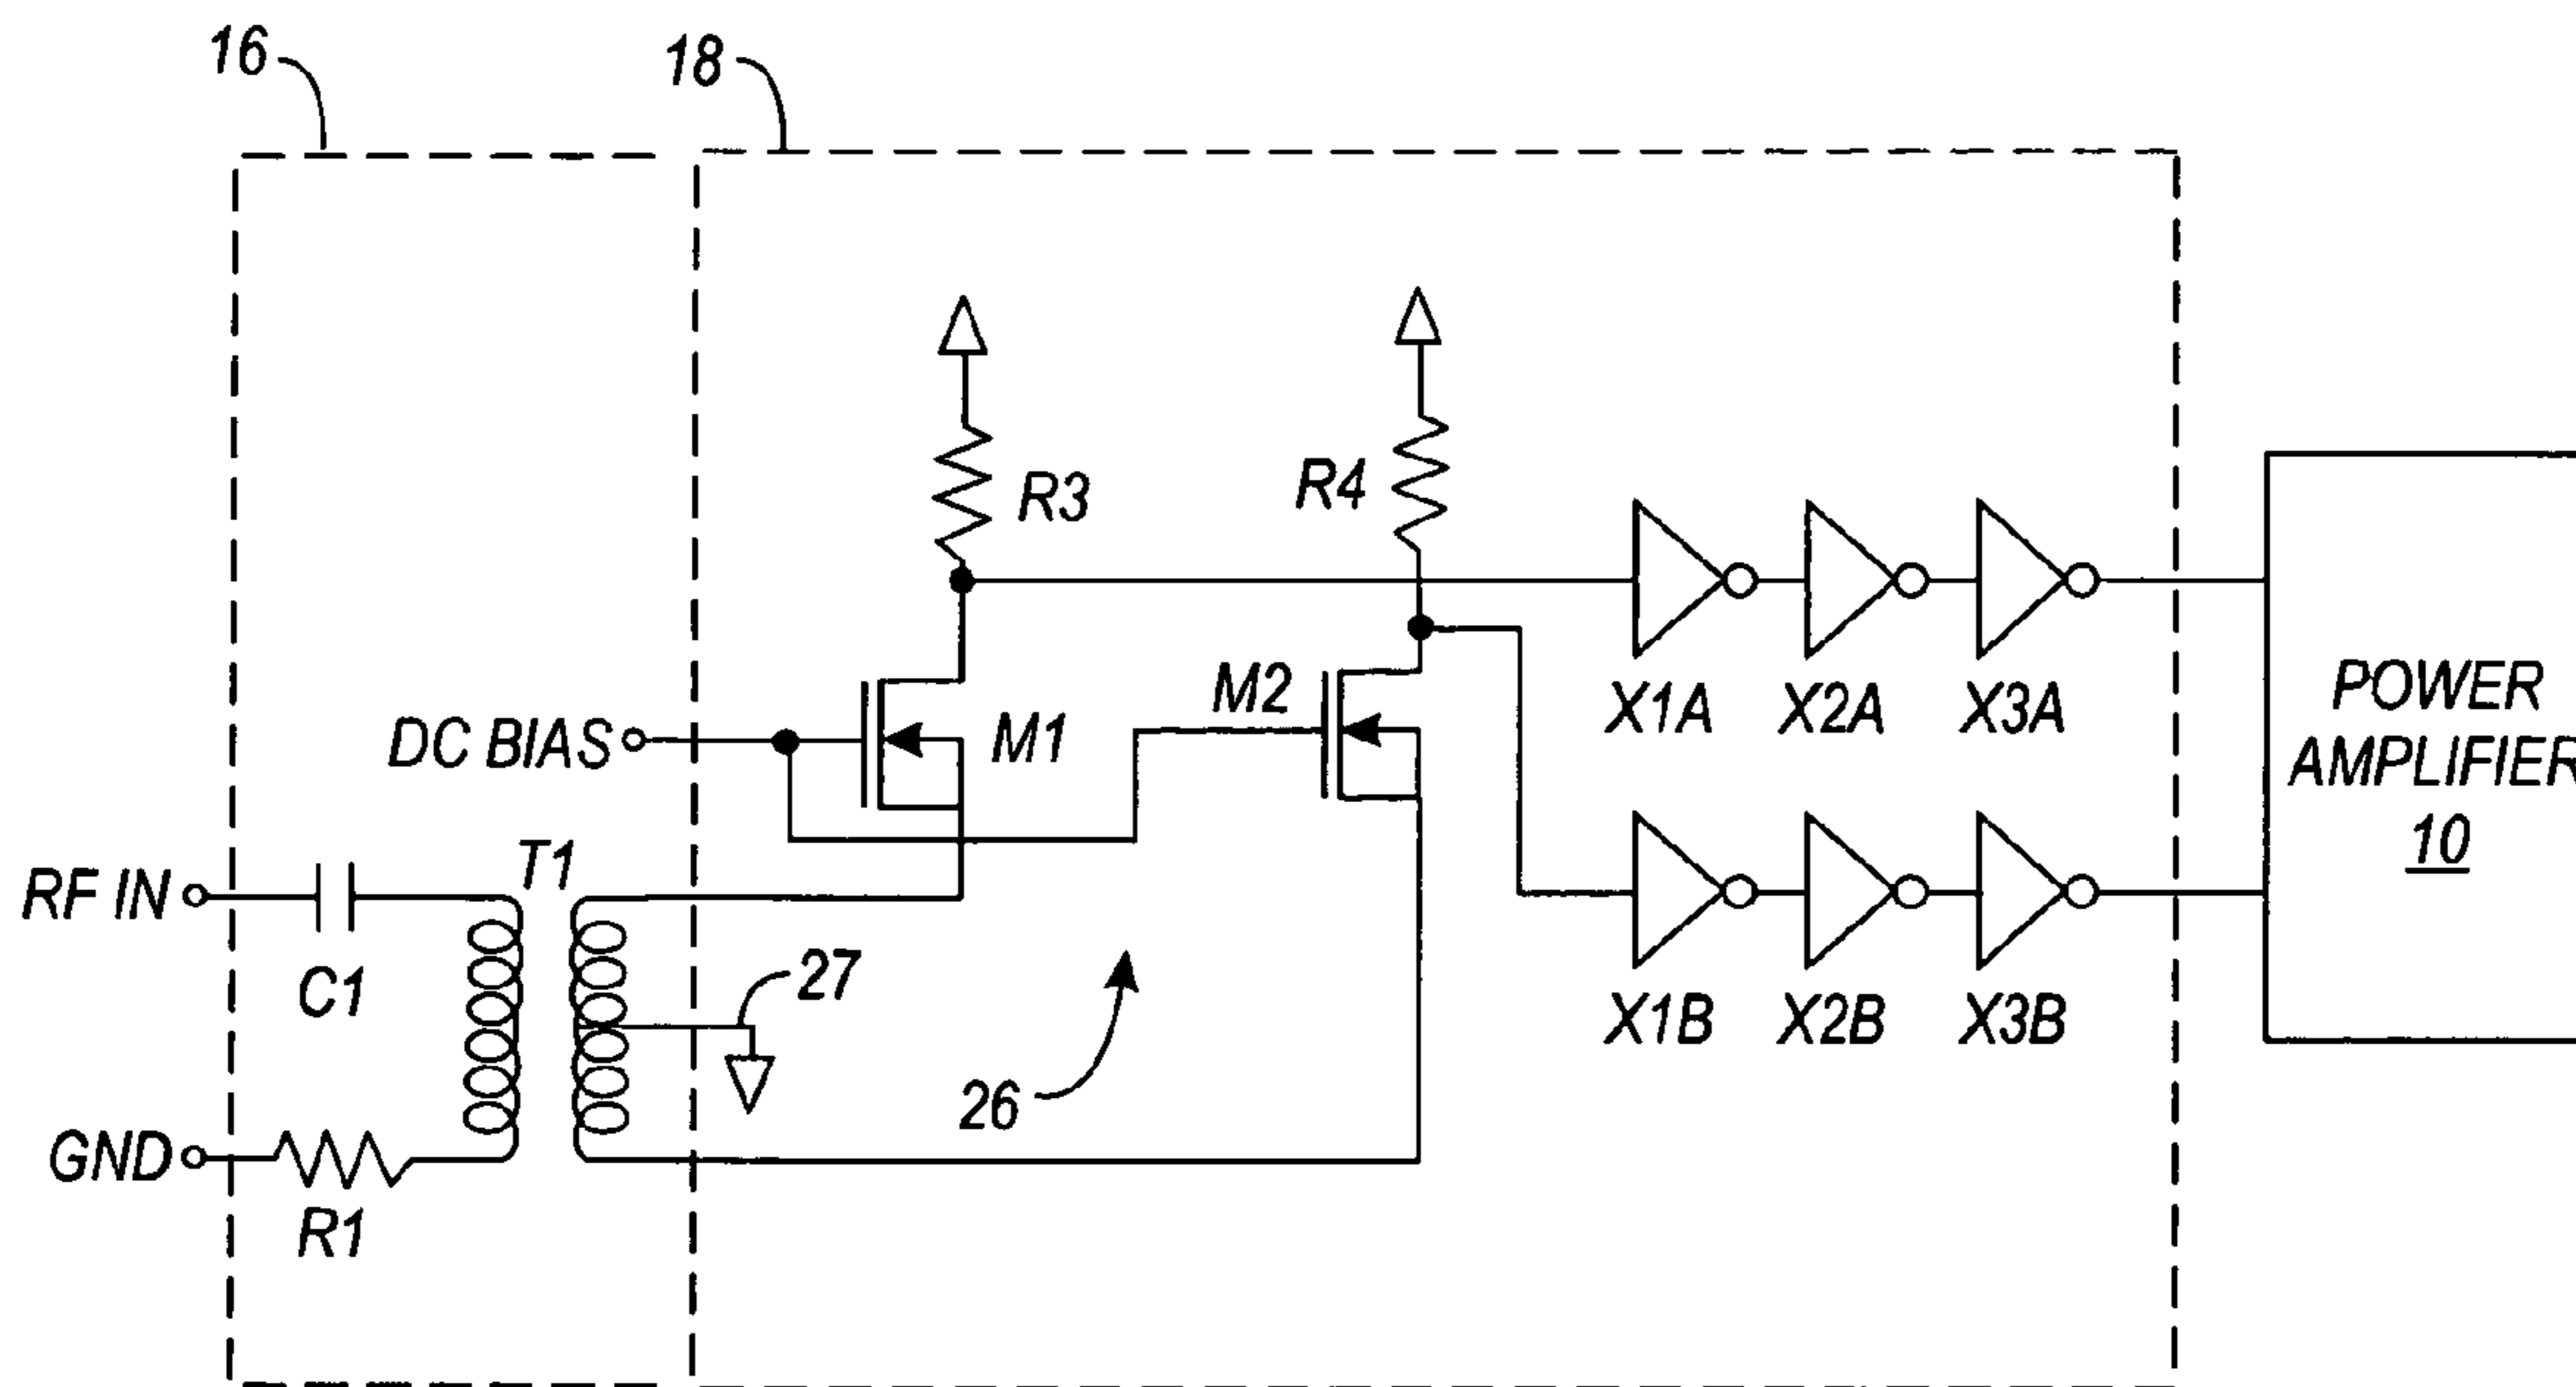 16
18
R3
R4
POWER
AMPLIFIER
10
X1A
X2A
X3A
M2
M1
DC BIAS
T1
RF IN
C1
27
X1B
X2B
X3B
26
GND
R1